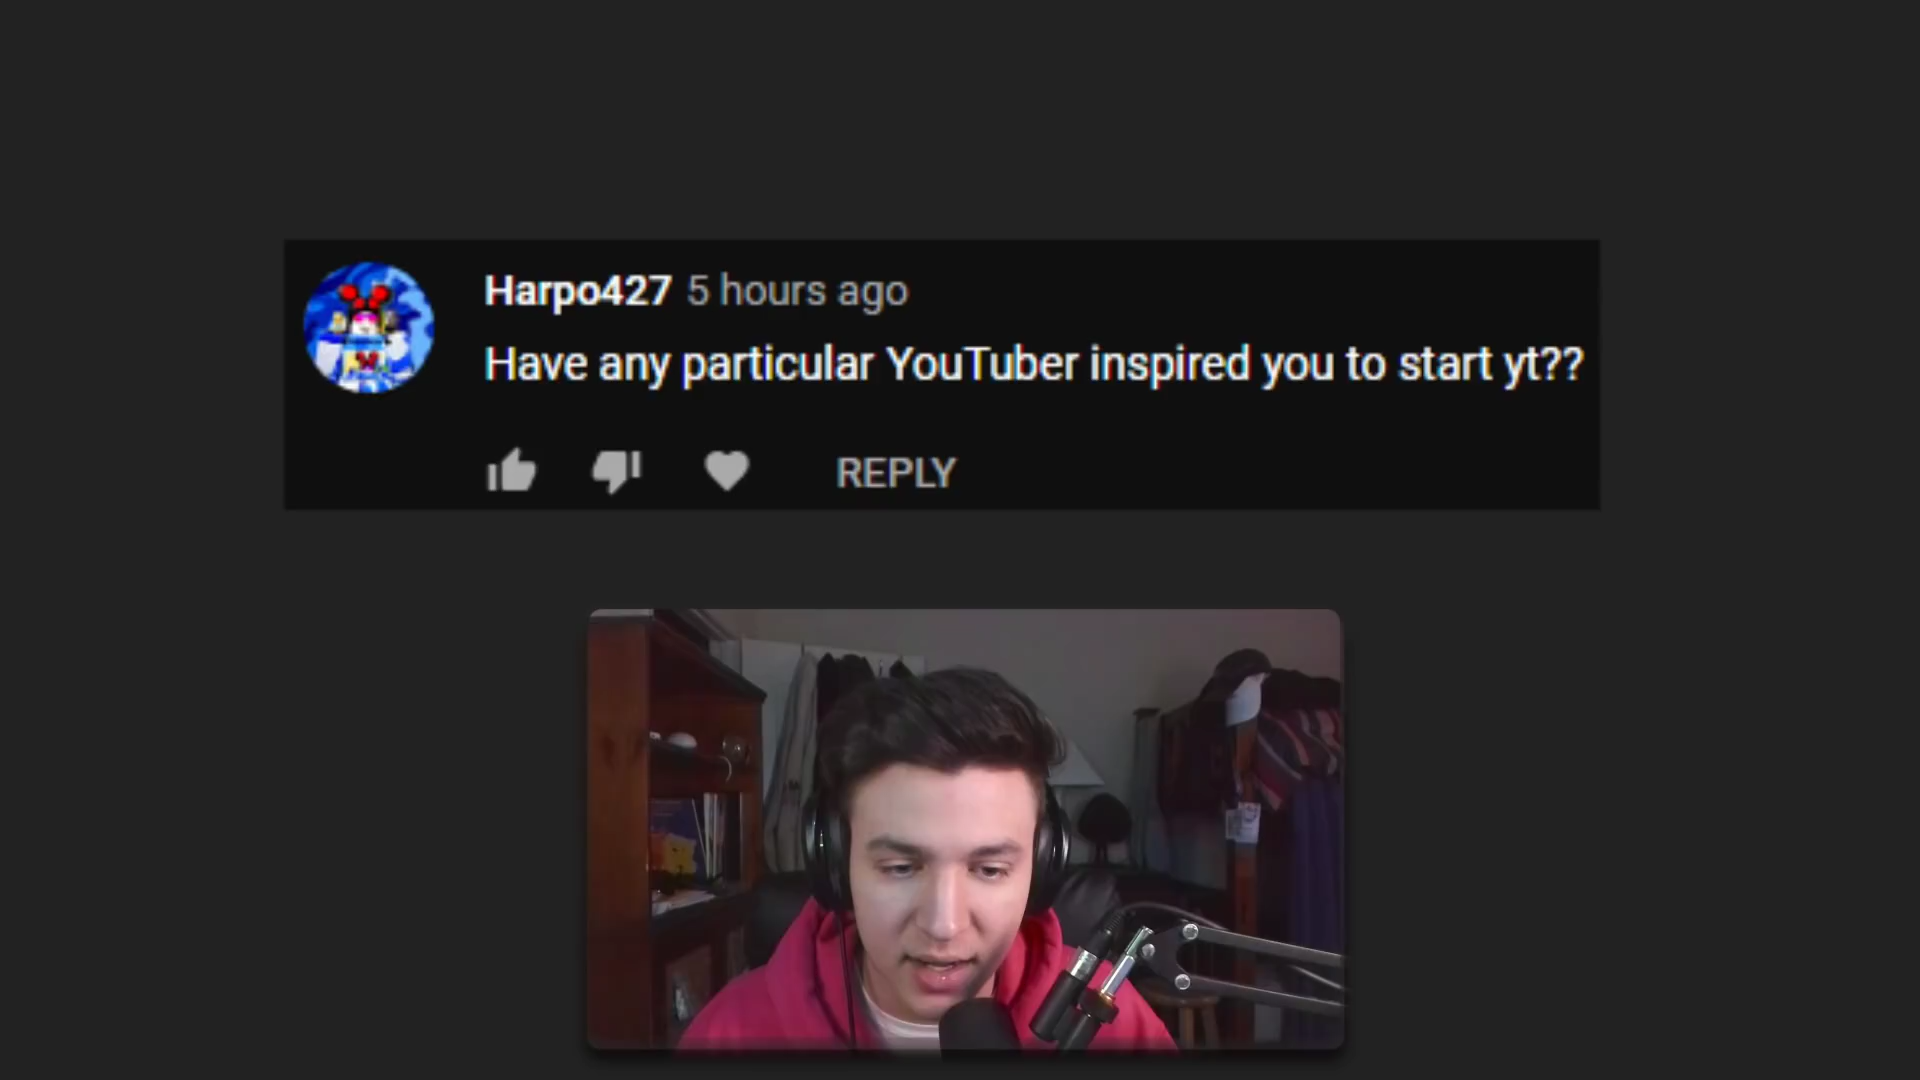 Harpo427 5 hours ago
Have any particular YouTuber inspired you to start yt??
REPLY